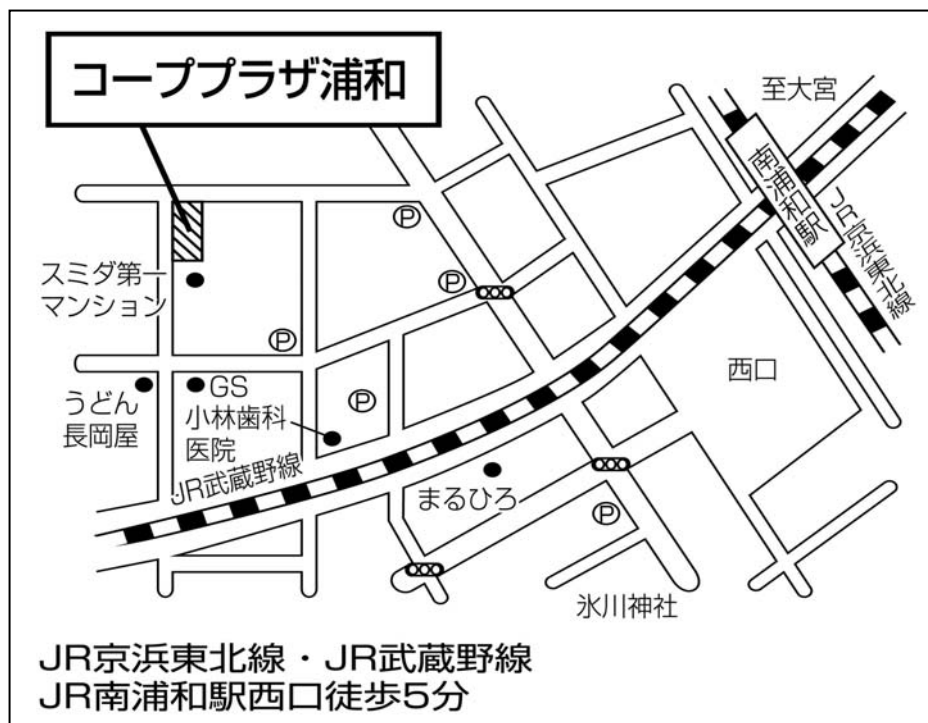 コーププラザ浦和
至大宮
南浦和駅
JR京浜東北線
P
P
スミダ第一
マンション
P
西口
うどん
長岡屋
GS
小林歯科
医院
P
JR武蔵野線
まるひろ
P
氷川神社
JR京浜東北線・JR武蔵野線
JR南浦和駅西口徒歩5分